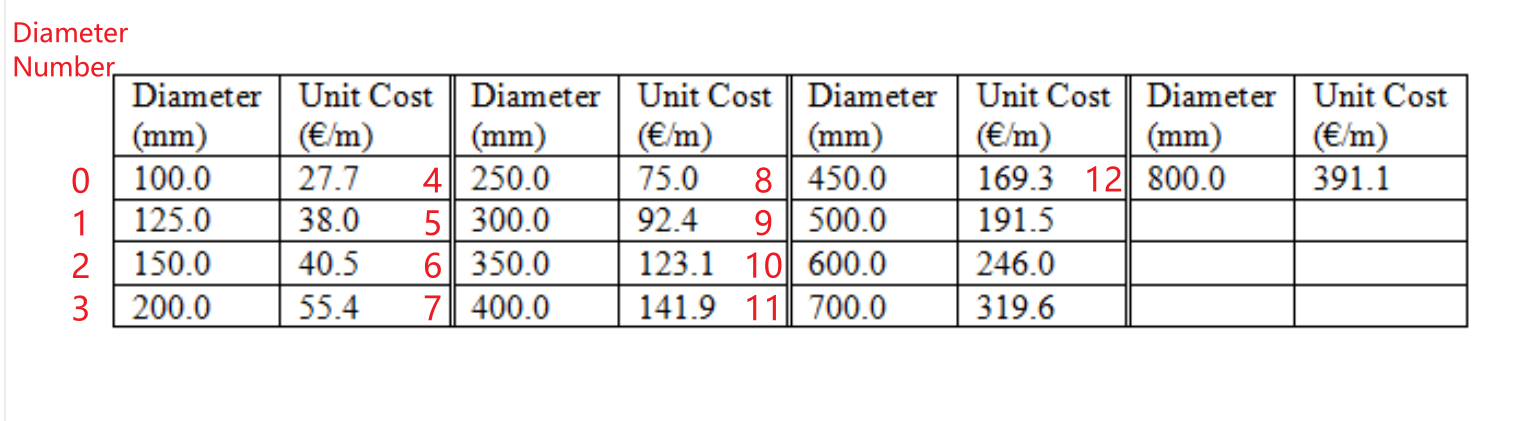 Diameter
Number
Diameter (mm) Unit Cost (€/m) Diameter (mm) Unit Cost (€/m) Diameter (mm) Unit Cost (€/m) Diameter (mm) Unit Cost (€/m)
0 100.0 27.7 4 250.0 75.0 8 450.0 169.3 12 800.0 391.1
1 125.0 38.0 5 300.0 92.4 9 500.0 191.5
2 150.0 40.5 6 350.0 123.1 10 600.0 246.0
3 200.0 55.4 7 400.0 141.9 11 700.0 319.6